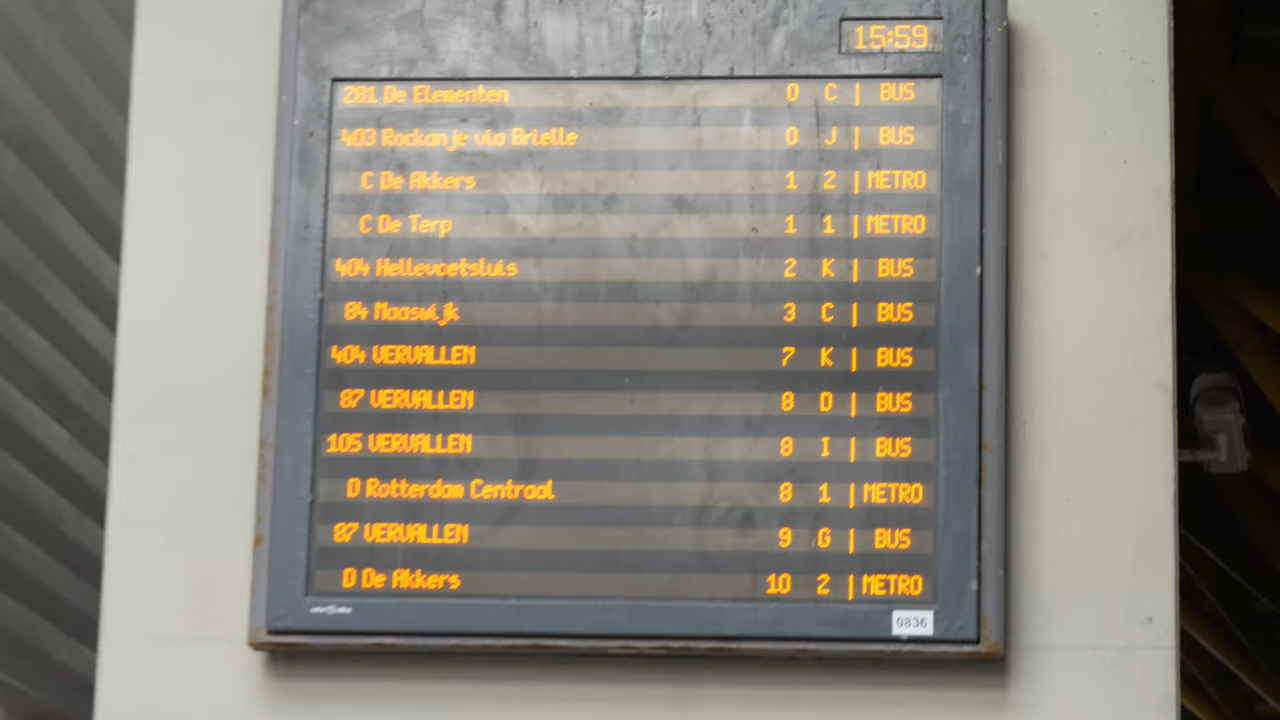 15:59
281 De Elementen 0 C | BUS
403 Rockanje via Brielle 0 J | BUS
C De Akkers 1 2 | METRO
C De Terp 1 1 | METRO
404 Hellevoetsluis 2 K | BUS
84 Maaswijk 3 C | BUS
404 VERVALLEN 7 K | BUS
87 VERVALLEN 8 D | BUS
105 VERVALLEN 8 I | BUS
D Rotterdam Centraal 8 1 | METRO
87 VERVALLEN 9 G | BUS
D De Akkers 10 2 | METRO
0836